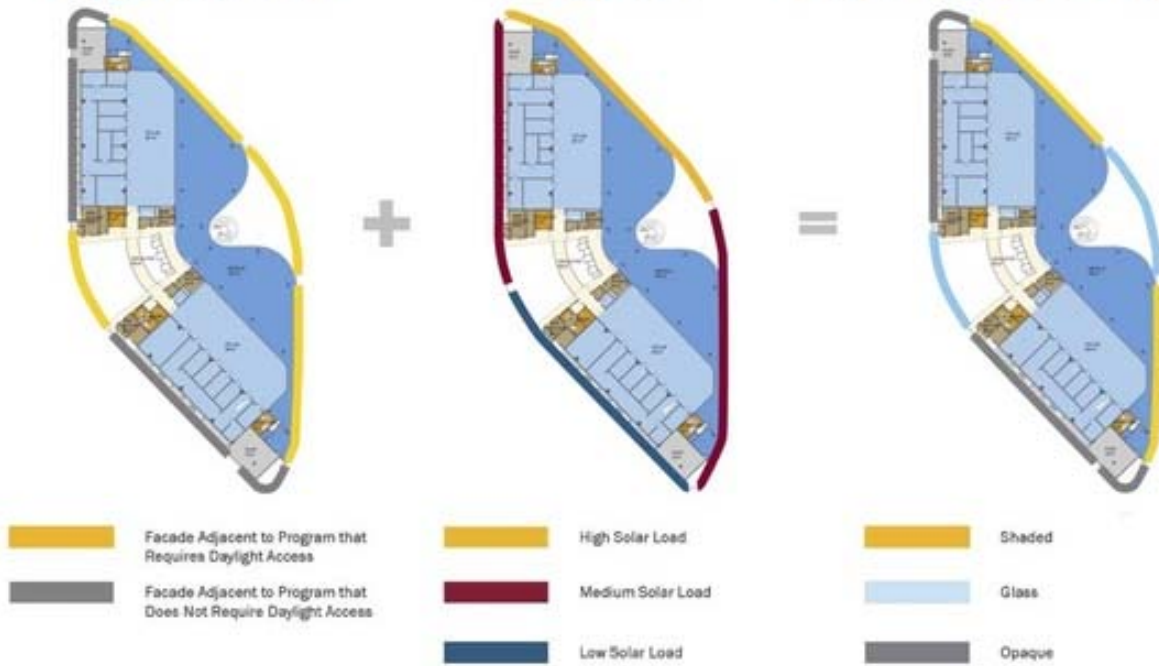 Facade Adjacent to Program that
Requires Daylight Access
Facade Adjacent to Program that
Does Not Require Daylight Access
High Solar Load
Medium Solar Load
Low Solar Load
Shaded
Glass
Opaque